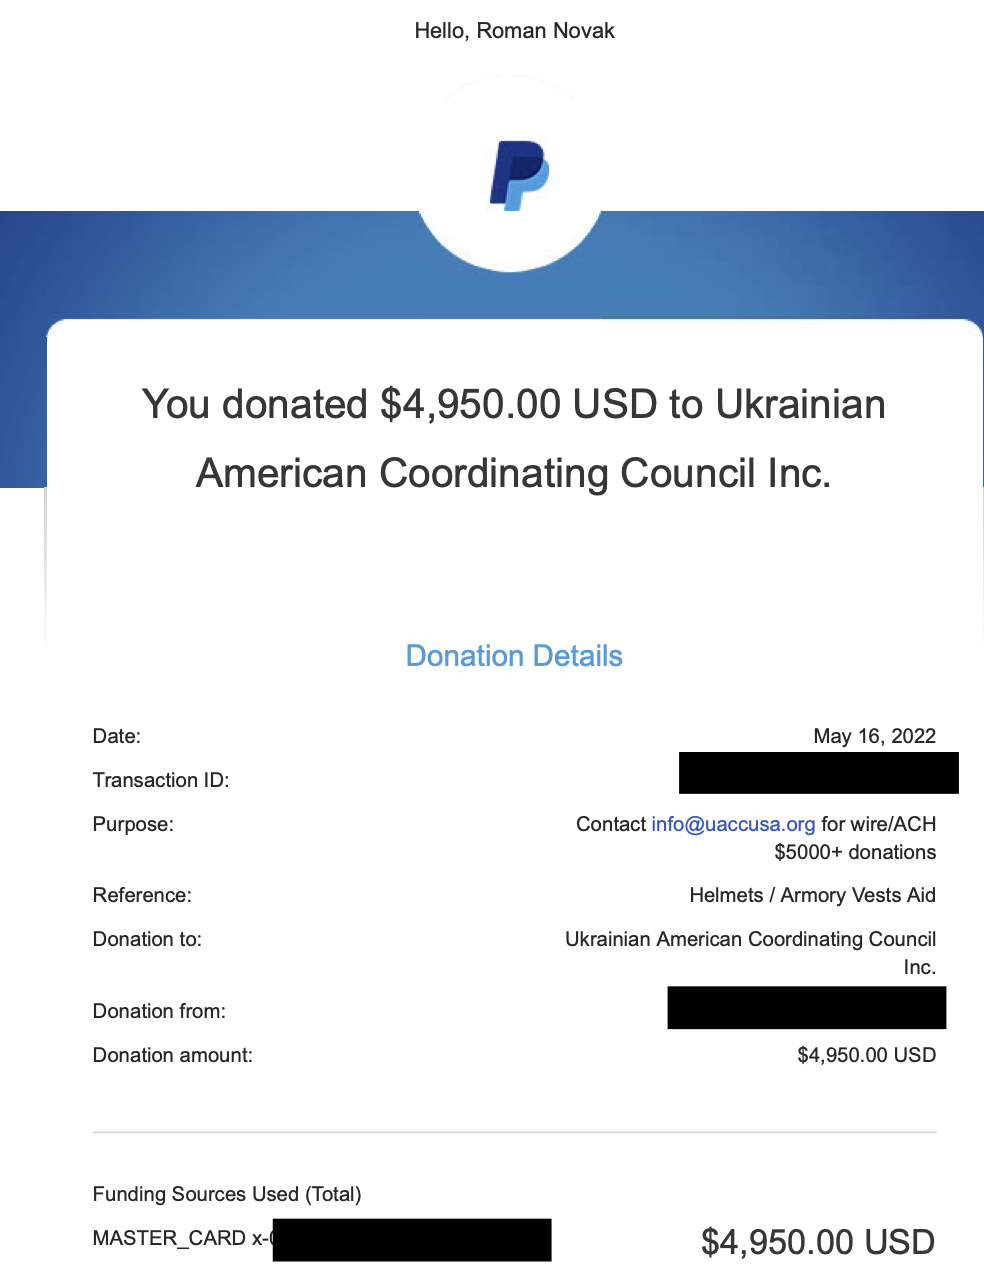 Hello, Roman Novak
You donated $4,950.00 USD to Ukrainian
American Coordinating Council Inc.
Donation Details
Date: May 16, 2022
Transaction ID:
Purpose: Contact info@uaccusa.org for wire/ACH
$5000+ donations
Reference: Helmets / Armory Vests Aid
Donation to: Ukrainian American Coordinating Council
Inc.
Donation from:
Donation amount: $4,950.00 USD
Funding Sources Used (Total)
MASTER_CARD x- $4,950.00 USD